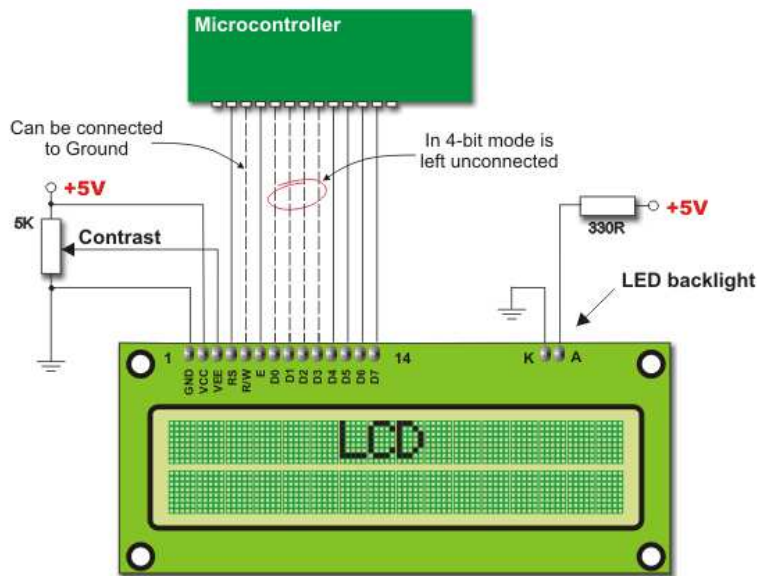 Microcontroller
Can be connected
to Ground
In 4-bit mode is
left unconnected
+5V
5K
Contrast
+5V
330R
LED backlight
1
GND
VCC
VEE
RS
R/W
E
D0
D1
D2
D3
D4
D5
D6
D7
14
K
A
LCD